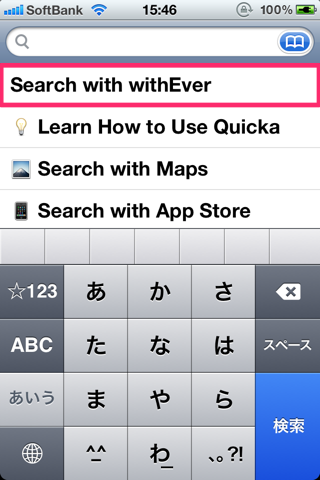 SoftBank 15:46 100%
Search with withEver
Learn How to Use Quicka
Search with Maps
Search with App Store
☆123 あ か さ
ABC た な は スペース
あいう ま や ら 検索
^_^ わ_ 、。?!